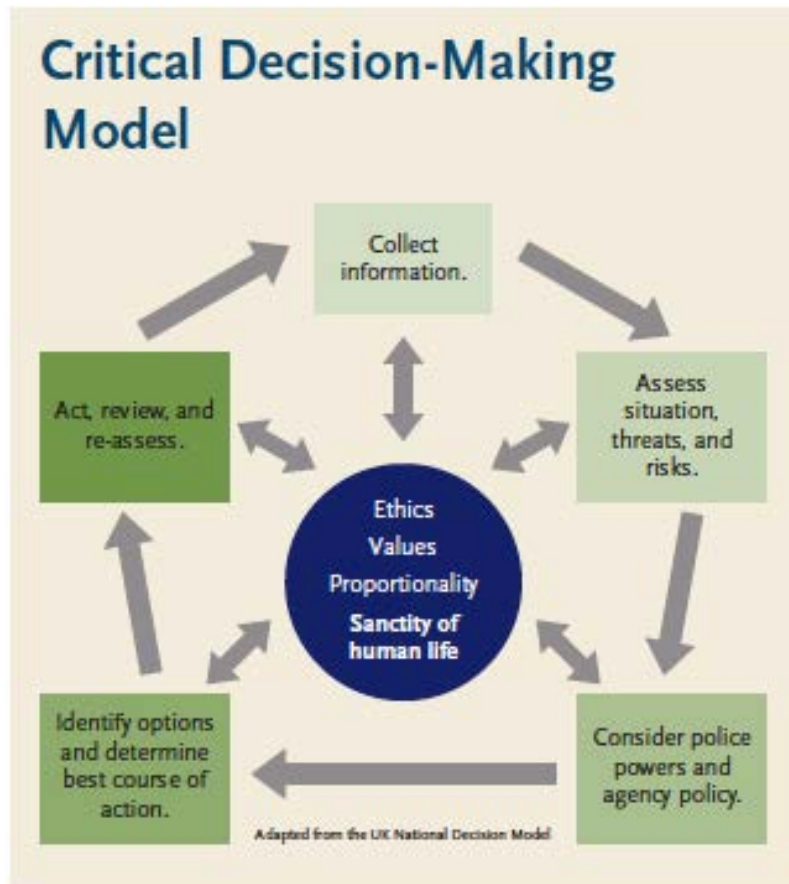 Critical Decision-Making
Model
Collect
information.
Assess
situation,
threats, and
risks.
Consider police
powers and
agency policy.
Identify options
and determine
best course of
action.
Act, review, and
re-assess.
Ethics
Values
Proportionality
Sanctity of
human life
Adapted from the UK National Decision Model